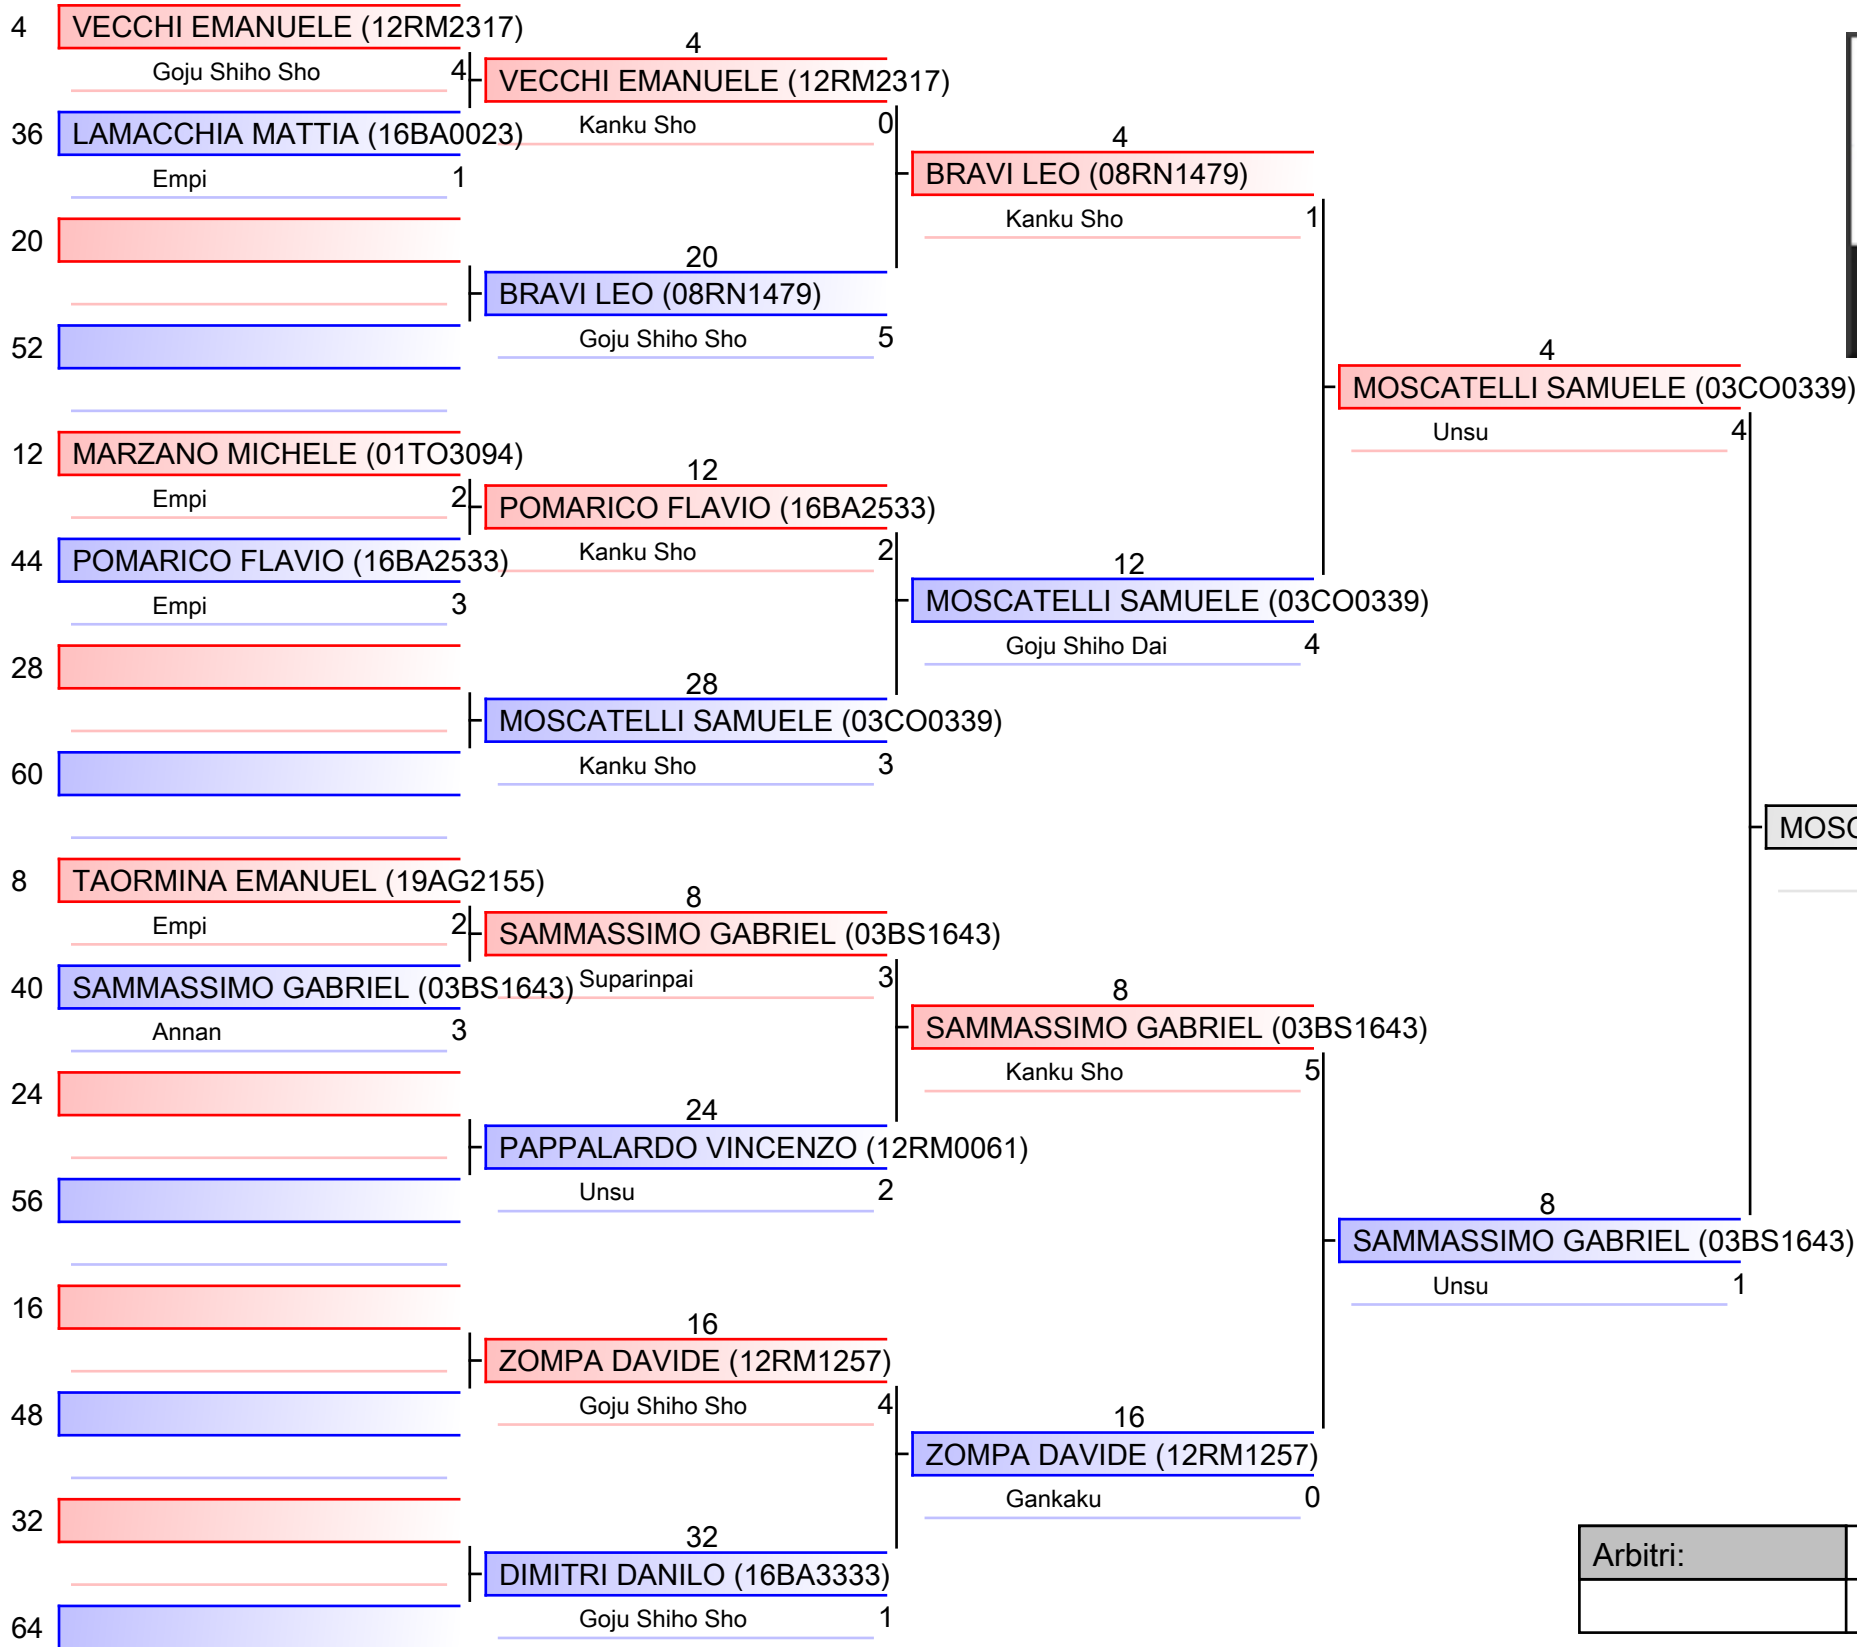 4 VECCHI EMANUELE (12RM2317)
Goju Shiho Sho 4
36 LAMACCHIA MATTIA (16BA0023)
Empi 1
20
52
12 MARZANO MICHELE (01TO3094)
Empi 2
44 POMARICO FLAVIO (16BA2533)
Empi 3
28
60
8 TAORMINA EMANUEL (19AG2155)
Empi 2
40 SAMMASSIMO GABRIEL (03BS1643)
Annan 3
24
56
16
48
32
64
4
VECCHI EMANUELE (12RM2317)
Kanku Sho 0
20
BRAVI LEO (08RN1479)
Goju Shiho Sho 5
12
POMARICO FLAVIO (16BA2533)
Kanku Sho 2
28
MOSCATELLI SAMUELE (03CO0339)
Kanku Sho 3
8
SAMMASSIMO GABRIEL (03BS1643)
Suparinpai 3
24
PAPPALARDO VINCENZO (12RM0061)
Unsu 2
16
ZOMPA DAVIDE (12RM1257)
Goju Shiho Sho 4
32
DIMITRI DANILO (16BA3333)
Goju Shiho Sho 1
4
BRAVI LEO (08RN1479)
Kanku Sho 1
12
MOSCATELLI SAMUELE (03CO0339)
Goju Shiho Dai 4
8
SAMMASSIMO GABRIEL (03BS1643)
Kanku Sho 5
16
ZOMPA DAVIDE (12RM1257)
Gankaku 0
4
MOSCATELLI SAMUELE (03CO0339)
Unsu 4
8
SAMMASSIMO GABRIEL (03BS1643)
Unsu 1
MOSC
Arbitri: